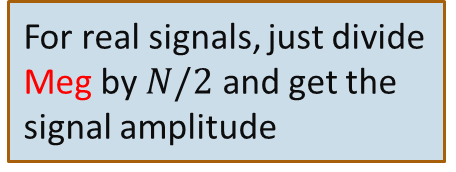 For real signals, just divide
Meg by N/2 and get the
signal amplitude